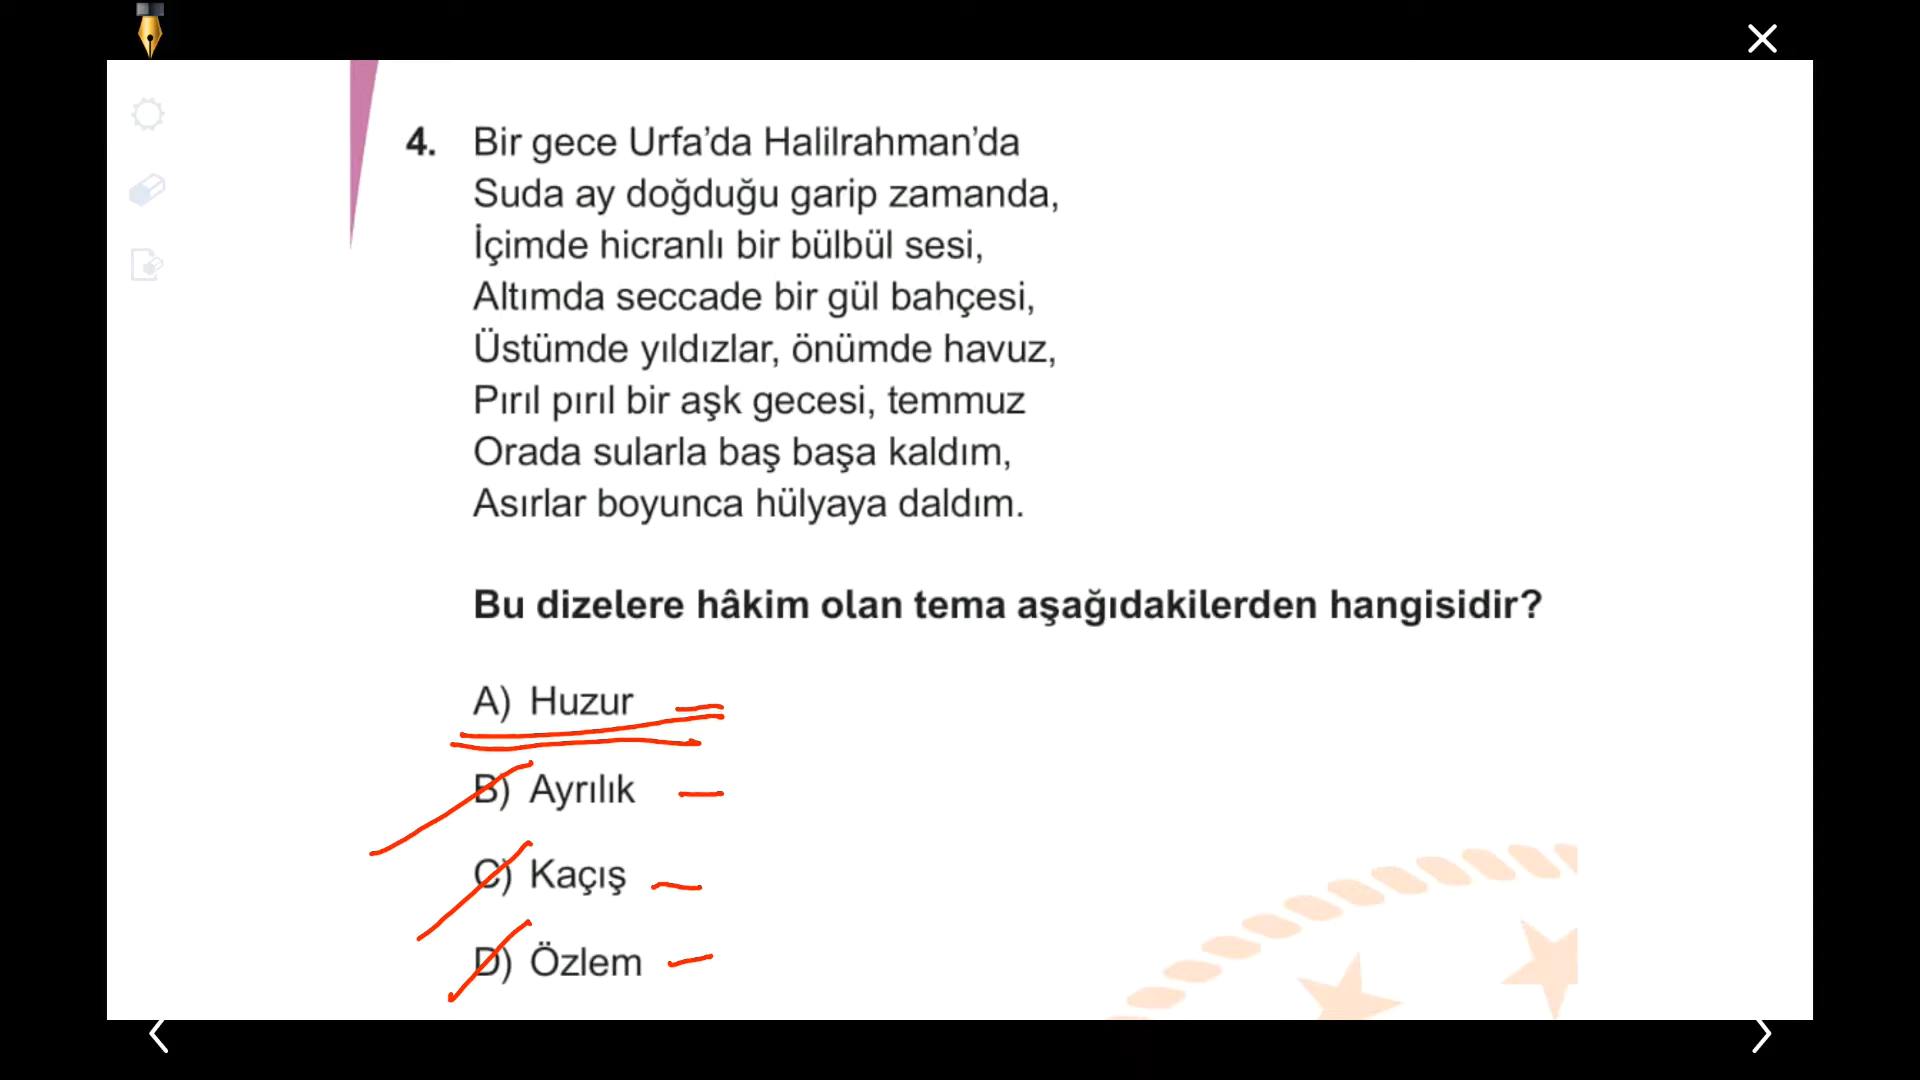 4. Bir gece Urfa’da Halilrahman’da
Suda ay doğduğu garip zamanda,
İçimde hicranlı bir bülbül sesi,
Altımda seccade bir gül bahçesi,
Üstümde yıldızlar, önümde havuz,
Pırıl pırıl bir aşk gecesi, temmuz
Orada sularla baş başa kaldım,
Asırlar boyunca hülyaya daldım.
Bu dizelere hâkim olan tema aşağıdakilerden hangisidir?
A) Huzur
B) Ayrılık
C) Kaçış
D) Özlem